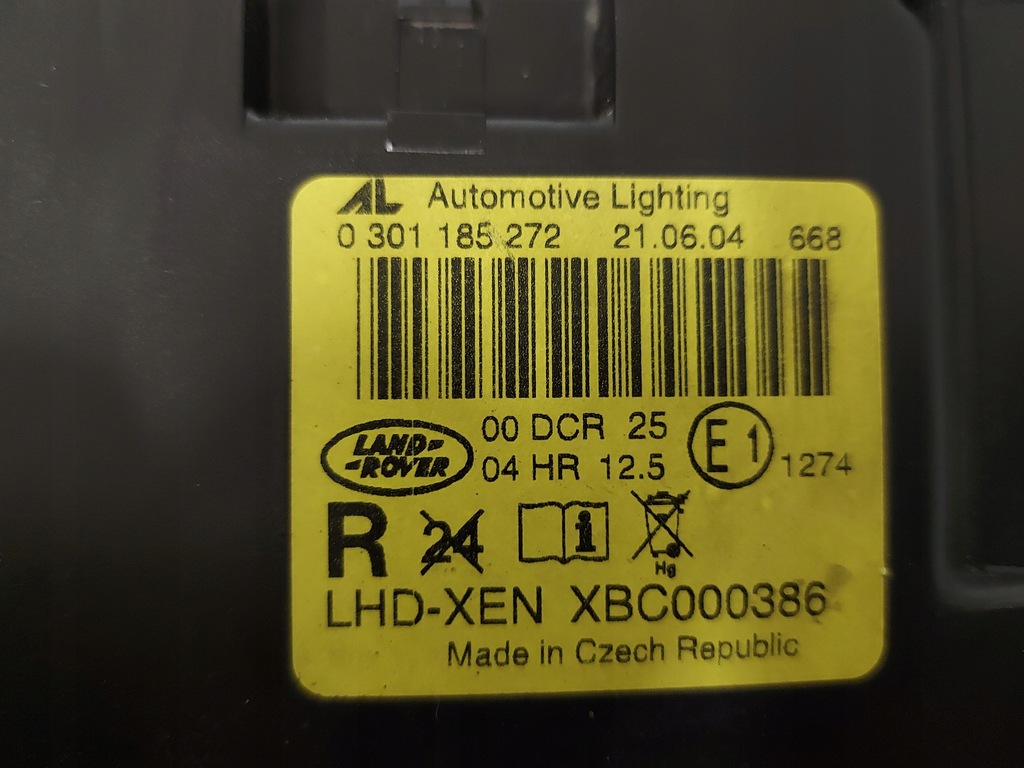 AL Automotive Lighting
0 301 185 272 21.06.04 668
LAND-
-ROVER
00 DCR 25
04 HR 12.5
E1
1274
R 24 i
Hg
LHD-XEN XBC000386
Made in Czech Republic